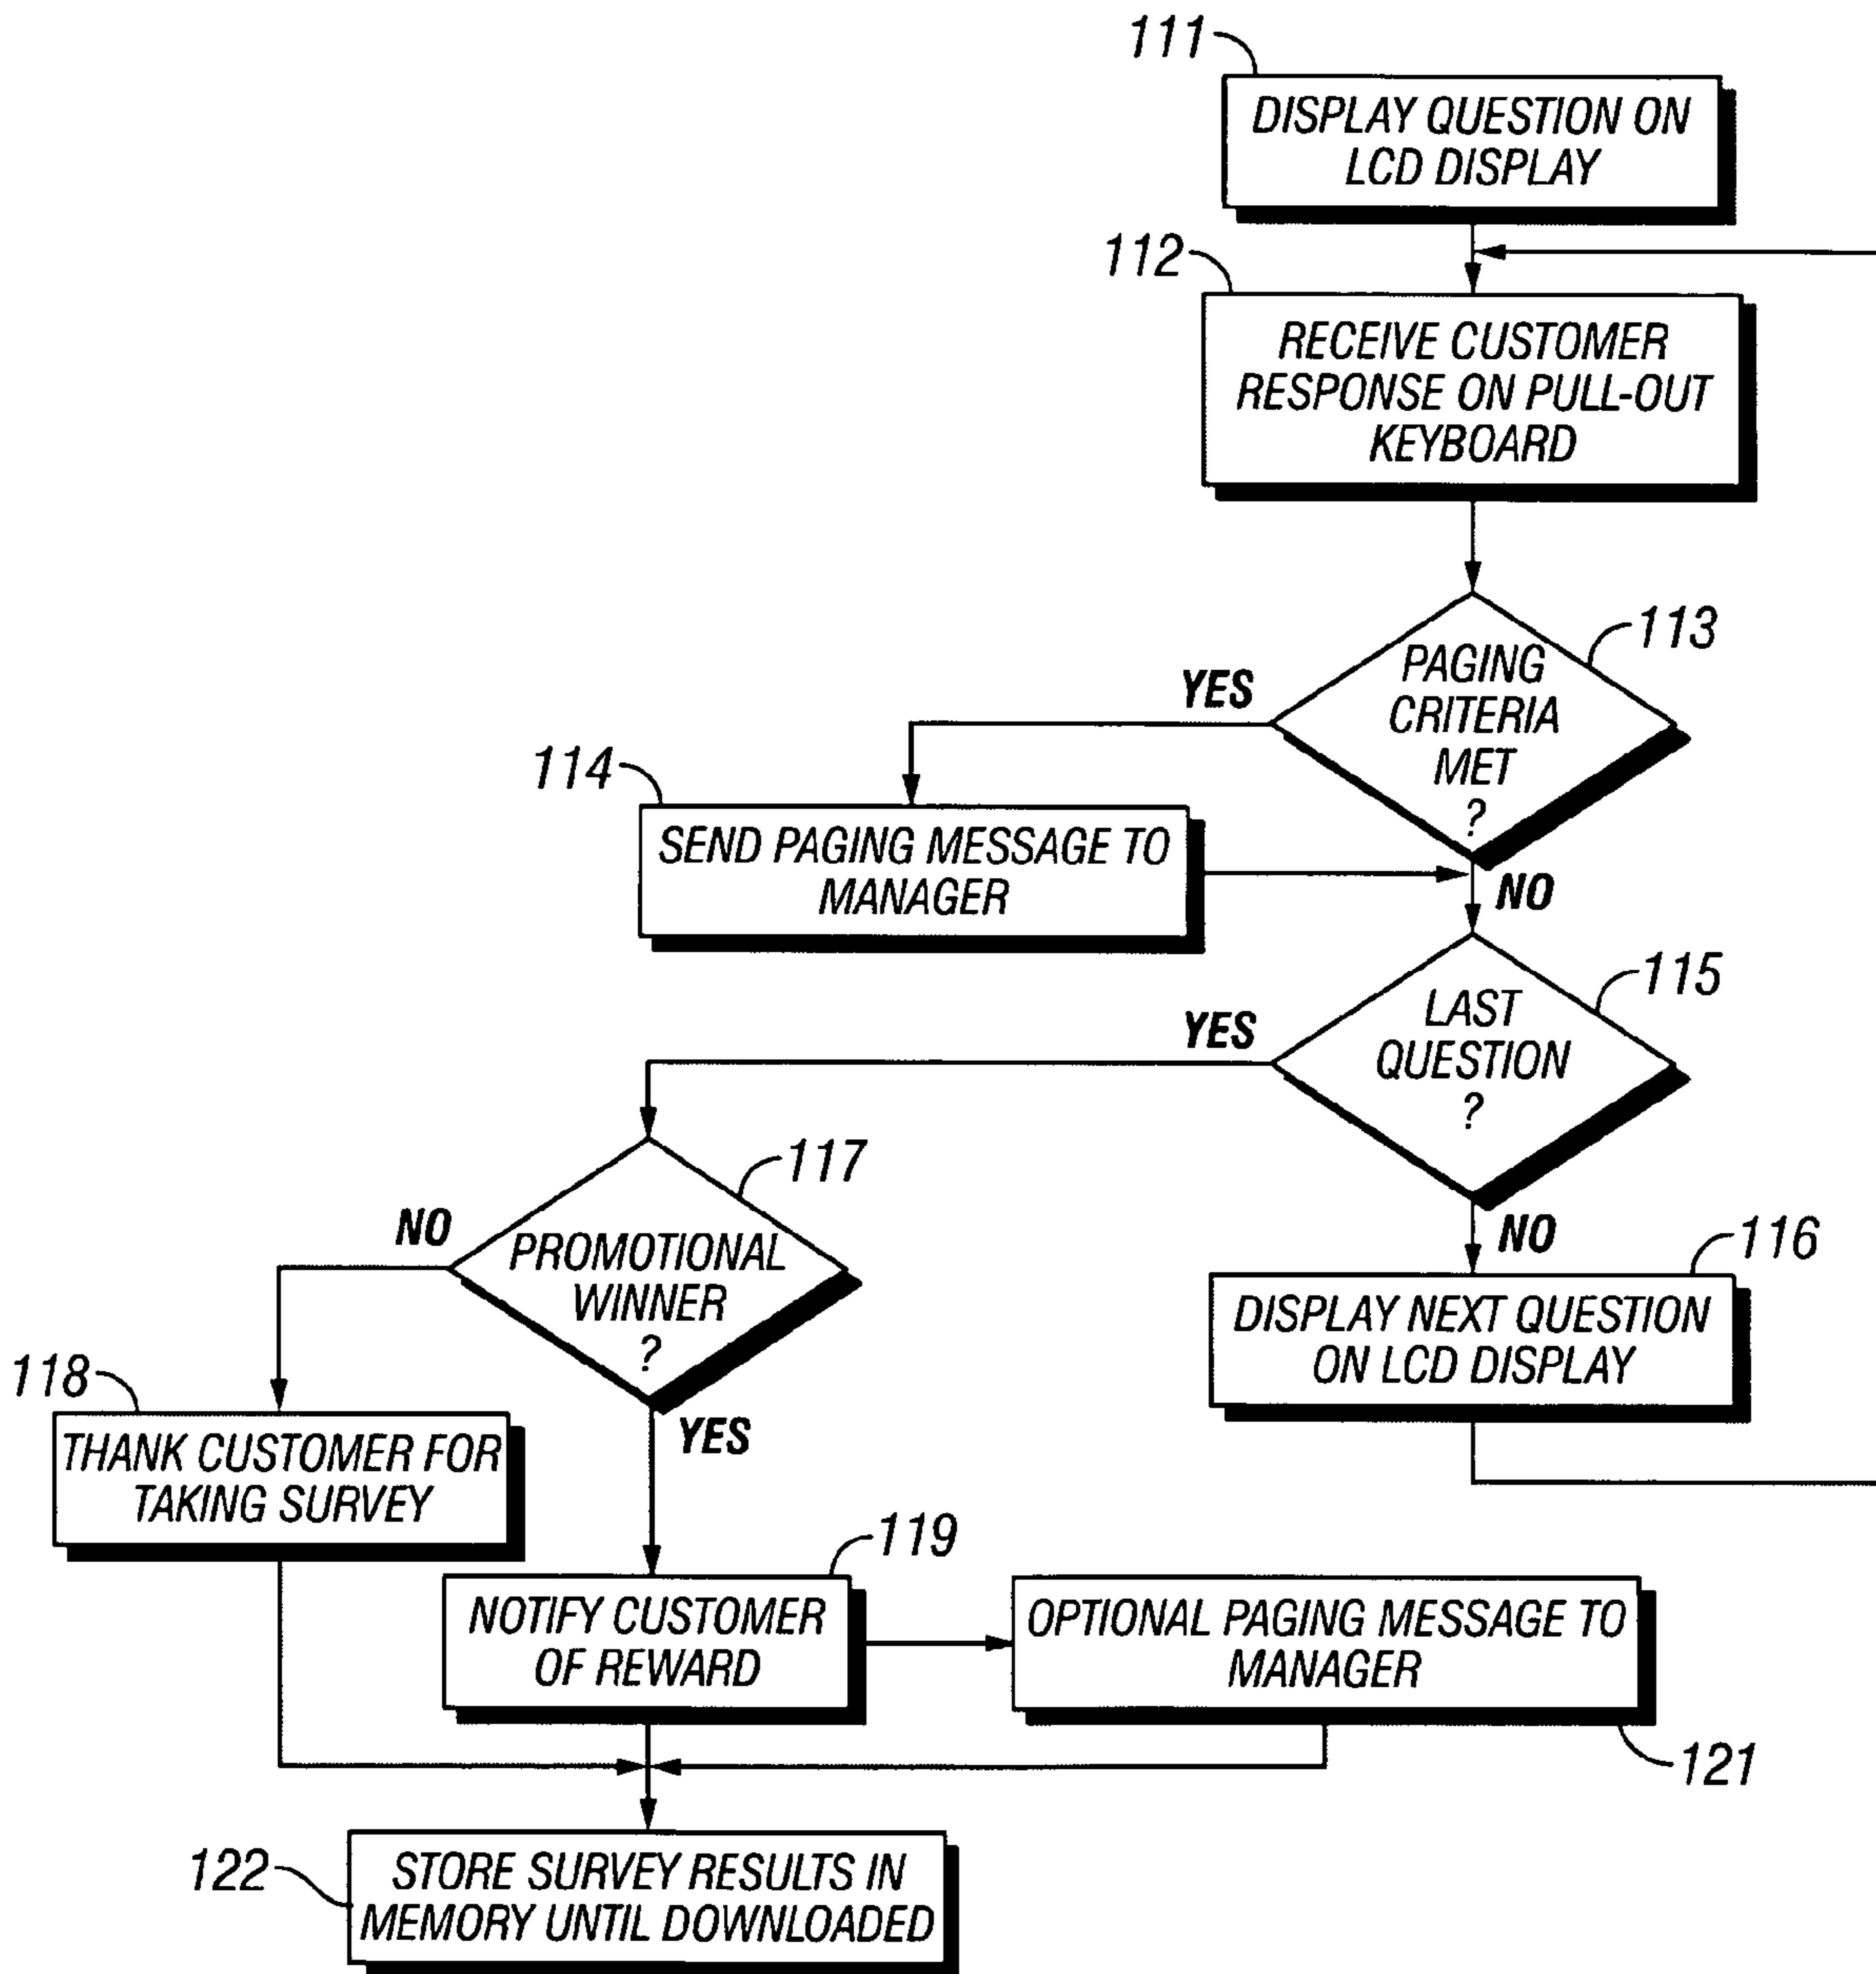 111
DISPLAY QUESTION ON
LCD DISPLAY
112
RECEIVE CUSTOMER
RESPONSE ON PULL-OUT
KEYBOARD
113
PAGING
CRITERIA
MET
?
YES
NO
114
SEND PAGING MESSAGE TO
MANAGER
115
LAST
QUESTION
?
YES
NO
116
DISPLAY NEXT QUESTION
ON LCD DISPLAY
117
PROMOTIONAL
WINNER
?
NO
YES
118
THANK CUSTOMER FOR
TAKING SURVEY
119
NOTIFY CUSTOMER
OF REWARD
OPTIONAL PAGING MESSAGE TO
MANAGER
121
122
STORE SURVEY RESULTS IN
MEMORY UNTIL DOWNLOADED